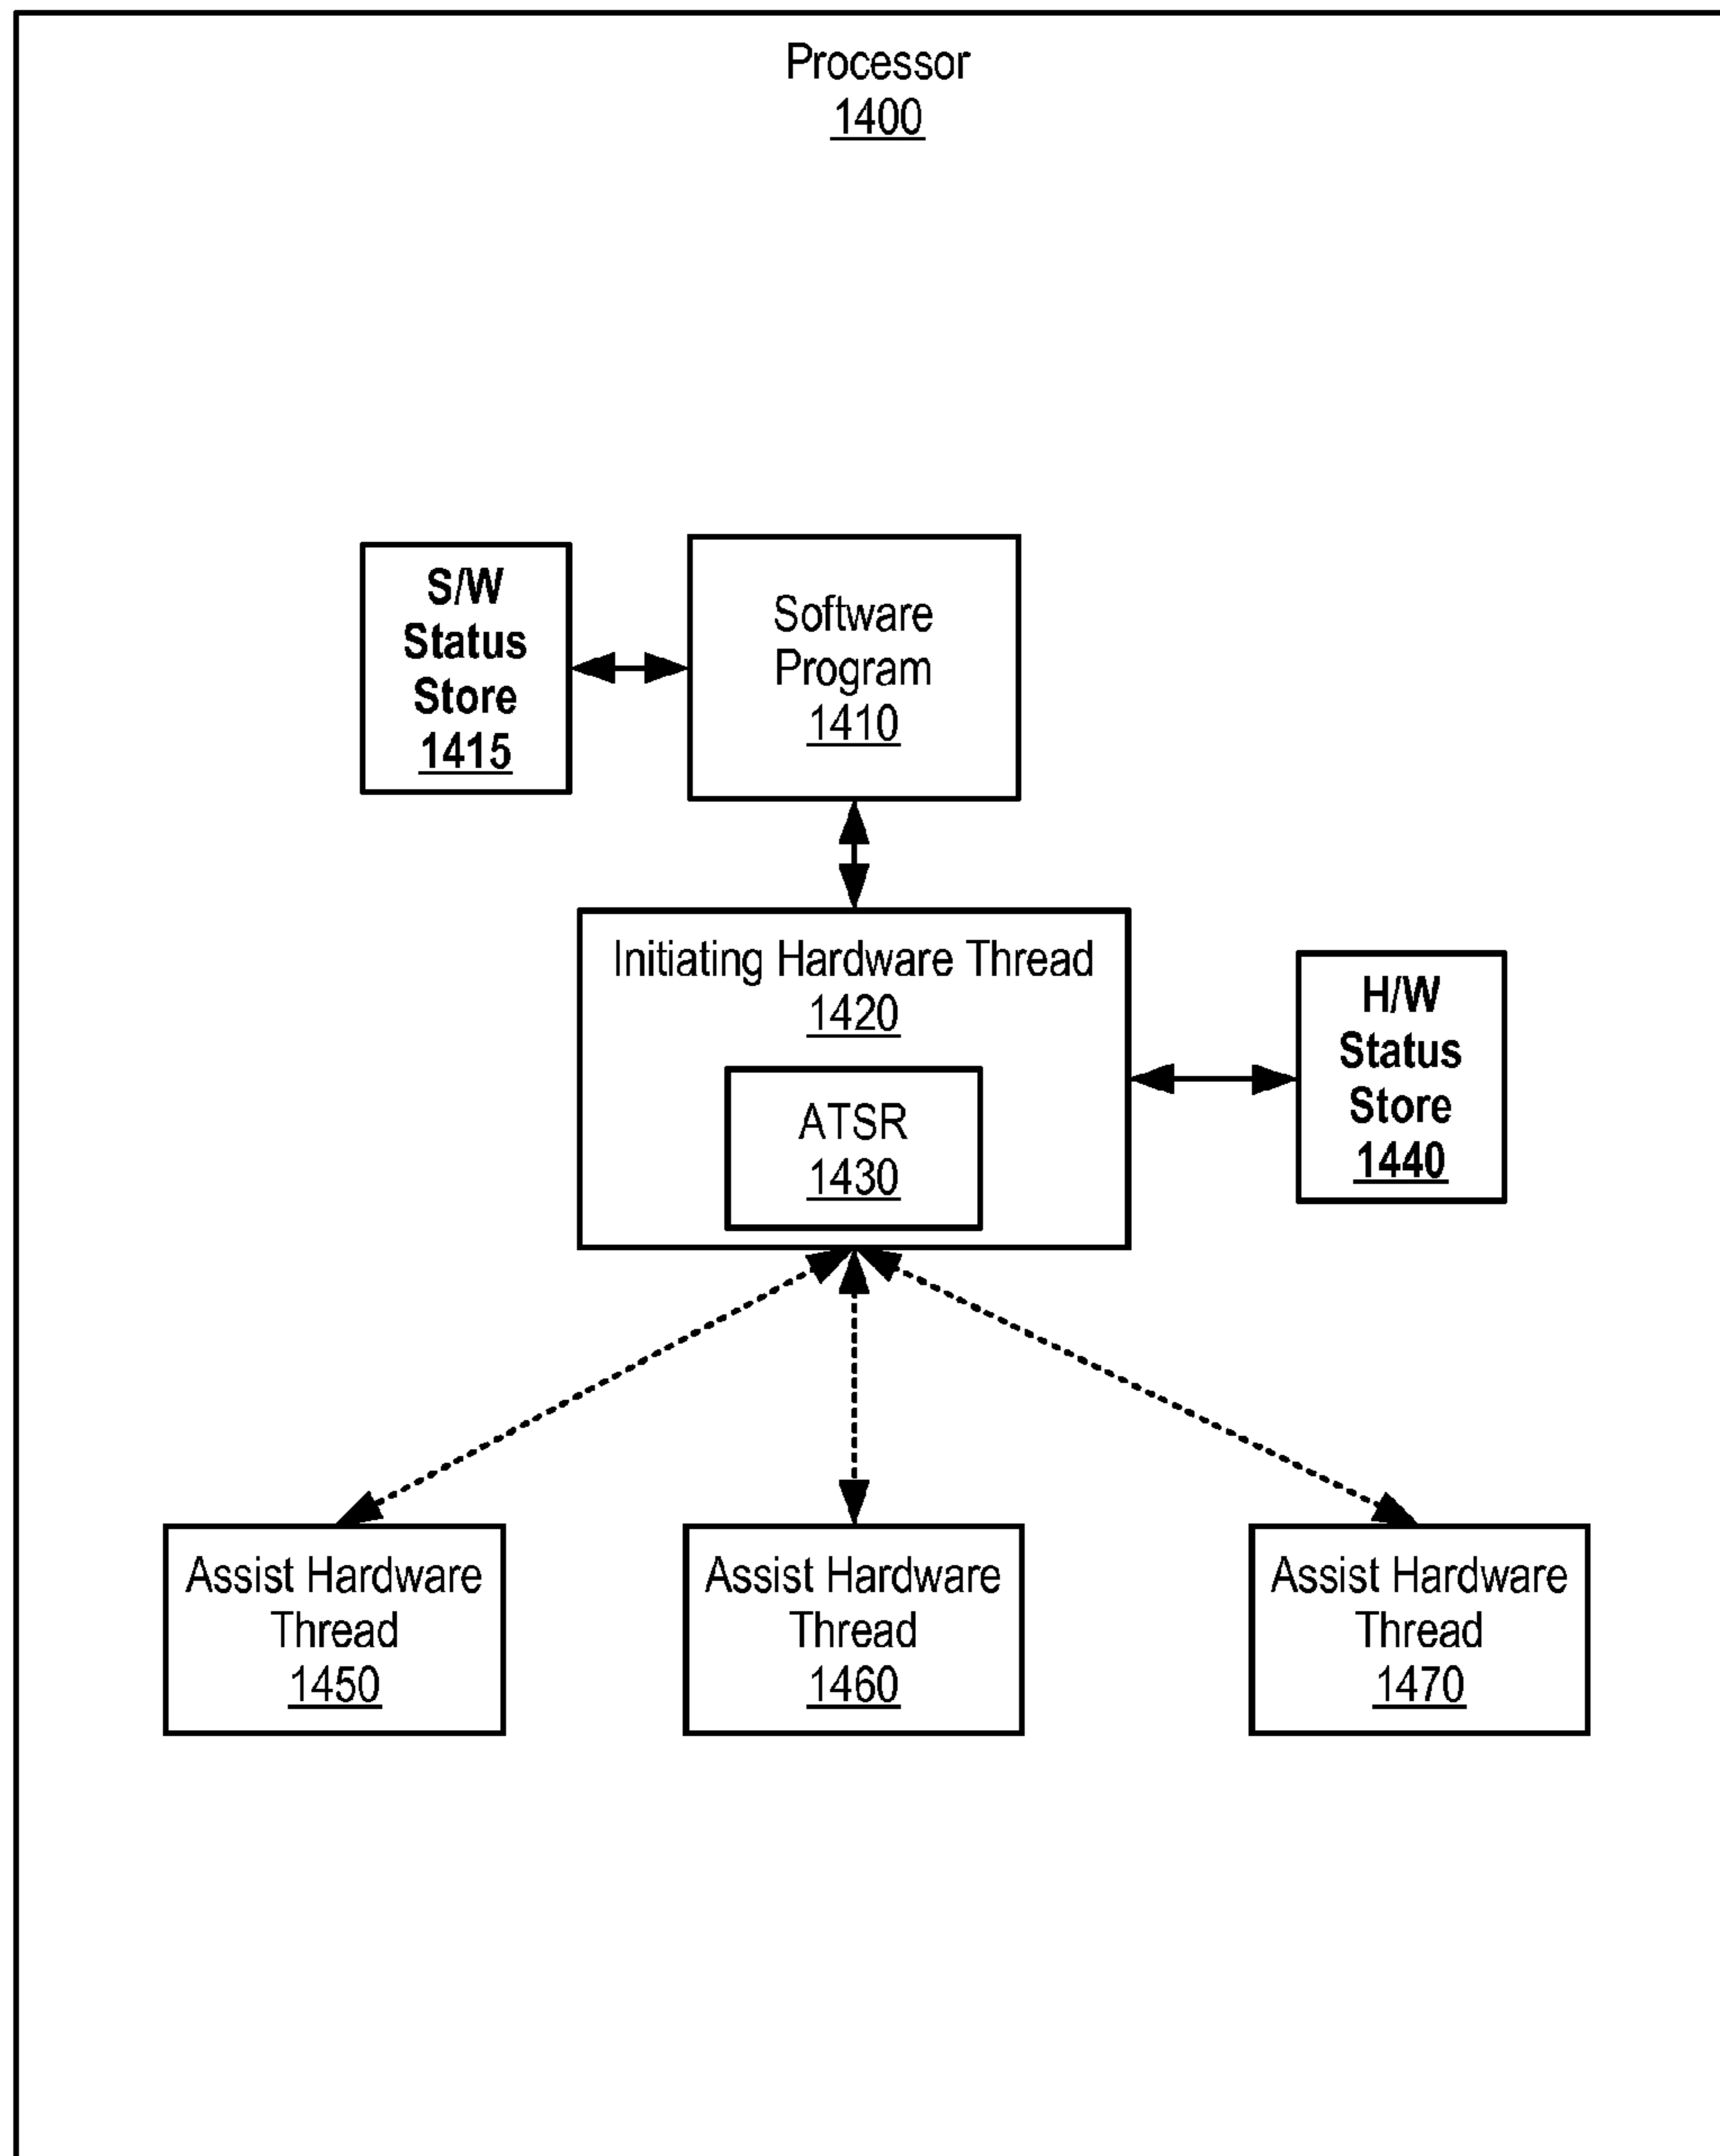 Processor
1400
S/W
Status
Store
1415
Software
Program
1410
Initiating Hardware Thread
1420
ATSR
1430
H/W
Status
Store
1440
Assist Hardware
Thread
1450
Assist Hardware
Thread
1460
Assist Hardware
Thread
1470